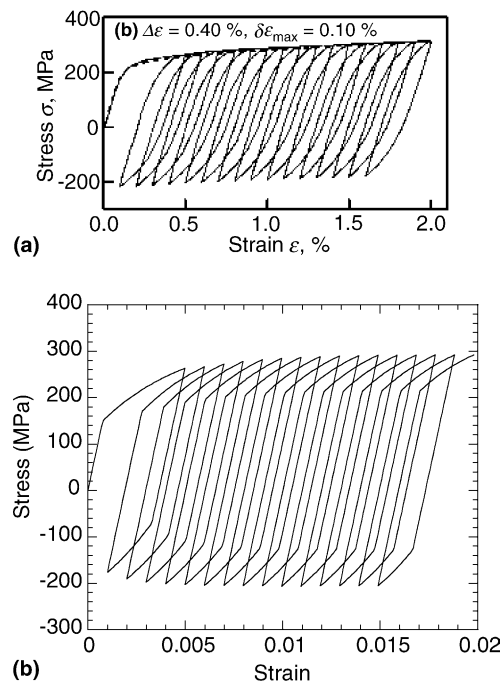 400
(b) Δε = 0.40 %, δε_max = 0.10 %
200
0
-200
Stress σ, MPa
0.0 0.5 1.0 1.5 2.0
Strain ε, %
(a)
400
300
200
100
0
-100
-200
-300
Stress (MPa)
0 0.005 0.01 0.015 0.02
Strain
(b)